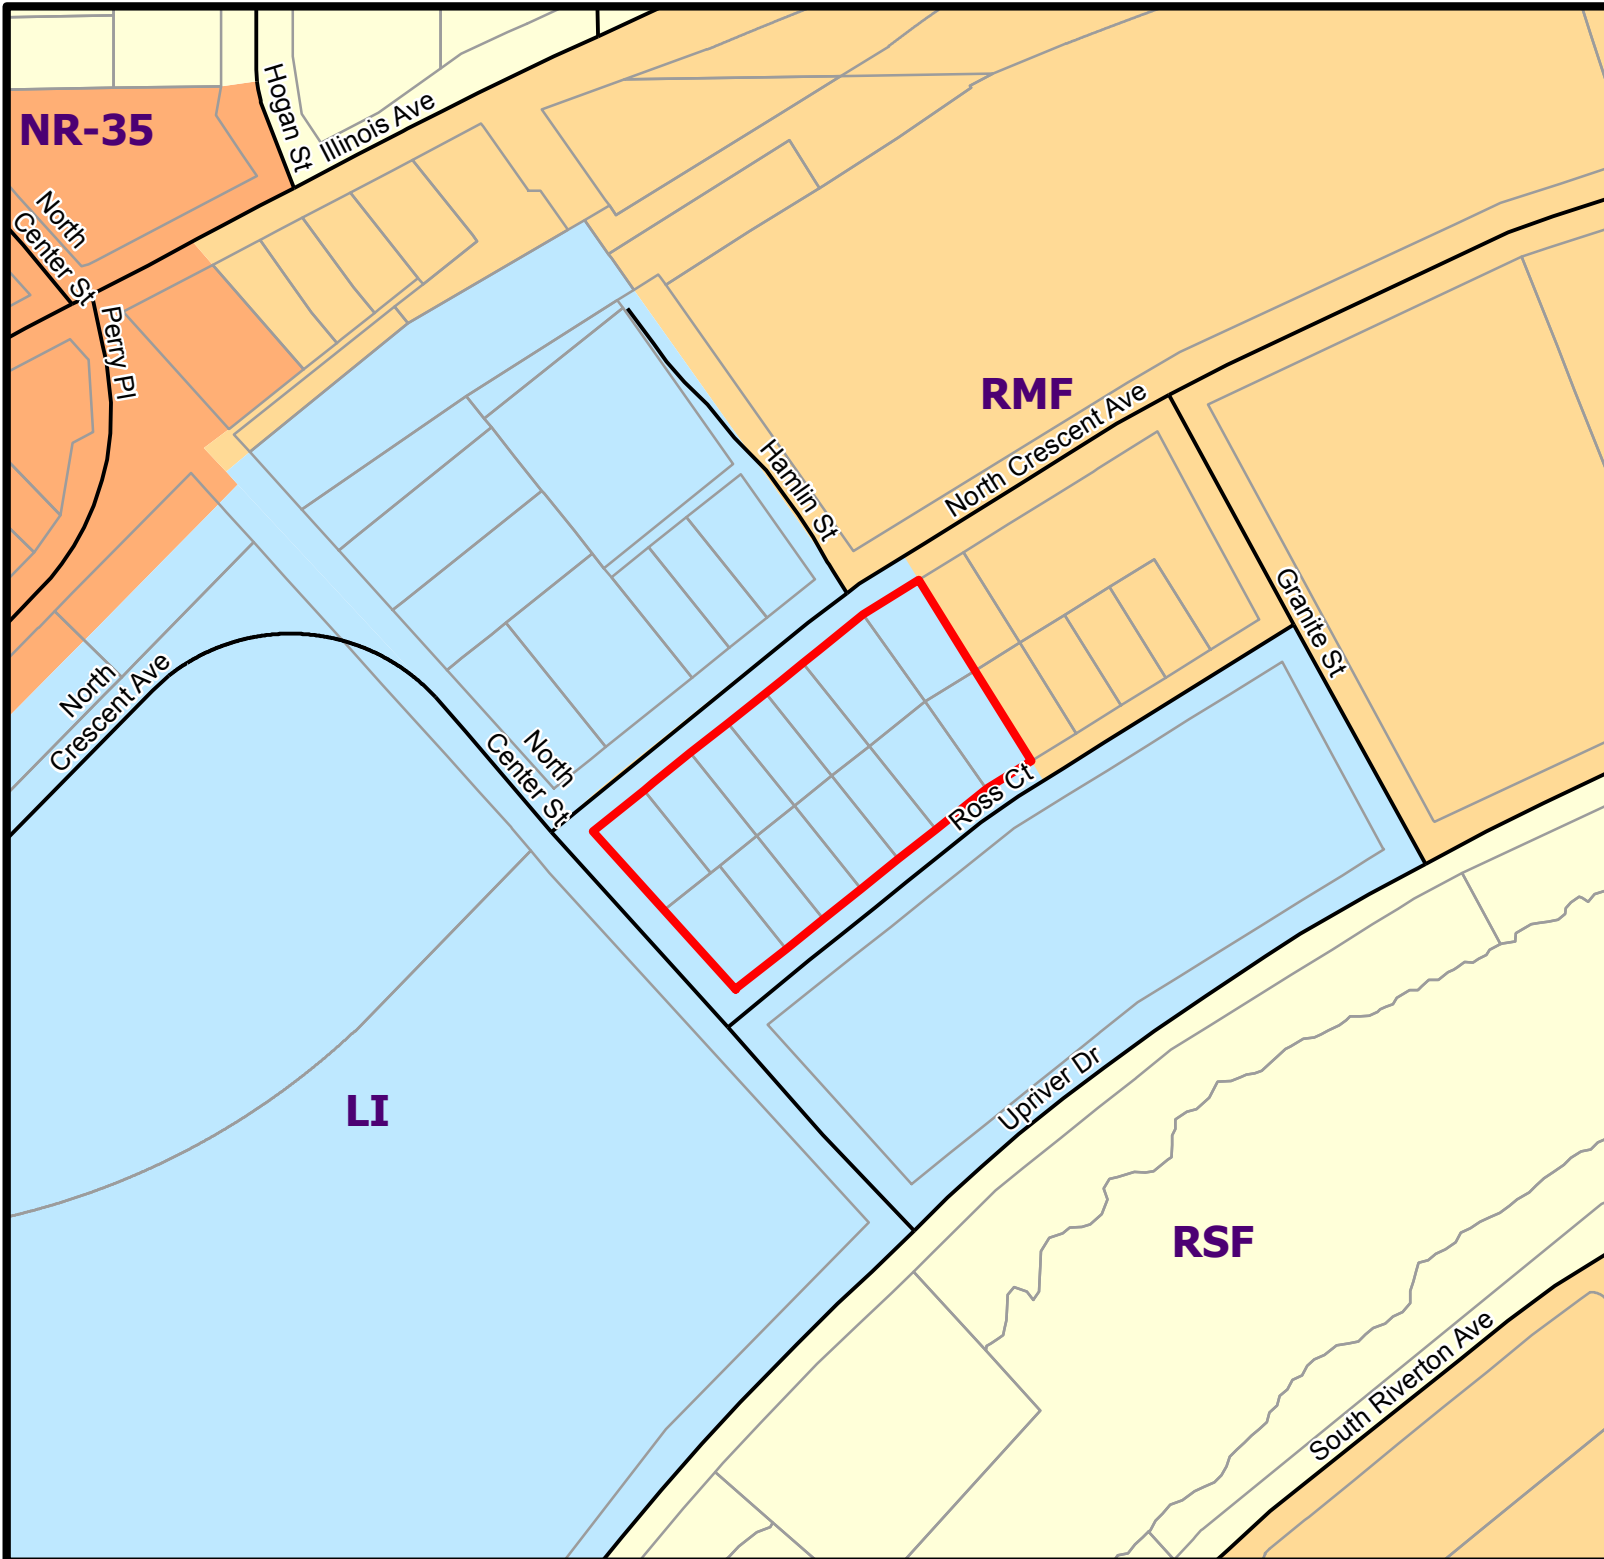 Hogan St
Illinois Ave
NR-35
North
Center St
Perry Pl
RMF
North Crescent Ave
Hamlin St
Granite St
North
Crescent Ave
North
Center St
Ross Ct
Upriver Dr
LI
RSF
South Riverton Ave